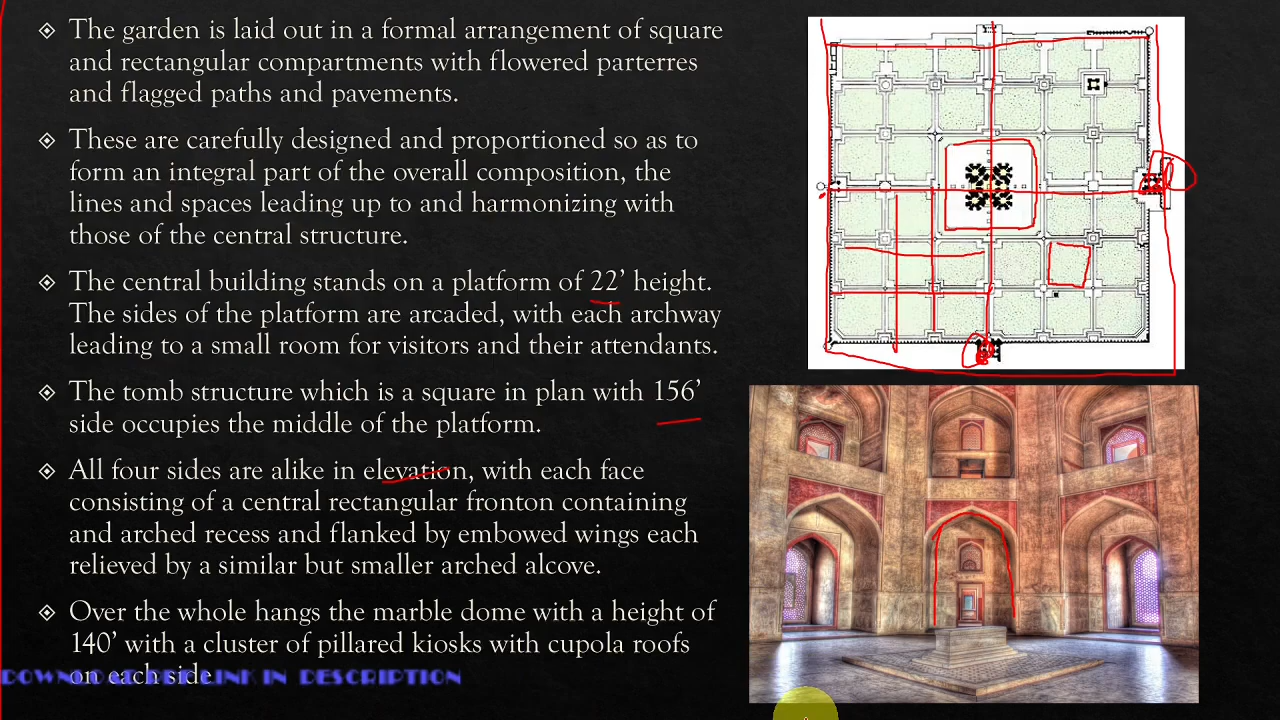 The garden is laid out in a formal arrangement of square
and rectangular compartments with flowered parterres
and flagged paths and pavements.
These are carefully designed and proportioned so as to
form an integral part of the overall composition, the
lines and spaces leading up to and harmonizing with
those of the central structure.
The central building stands on a platform of 22’ height.
The sides of the platform are arcaded, with each archway
leading to a small room for visitors and their attendants.
The tomb structure which is a square in plan with 156’
side occupies the middle of the platform.
All four sides are alike in elevation, with each face
consisting of a central rectangular fronton containing
and arched recess and flanked by embowed wings each
relieved by a similar but smaller arched alcove.
Over the whole hangs the marble dome with a height of
140’ with a cluster of pillared kiosks with cupola roofs
on each side
LINK IN DESCRIPTION